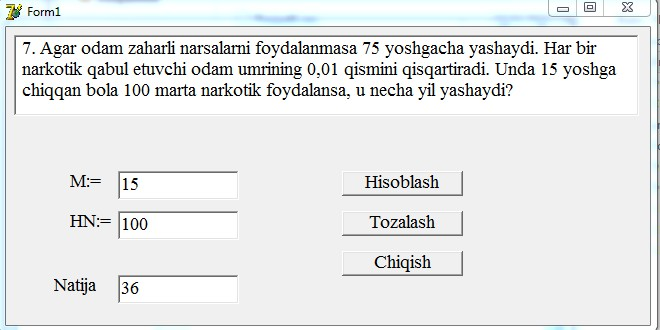 Form1
7. Agar odam zaharli narsalarni foydalanmasa 75 yoshgacha yashaydi. Har bir
narkotik qabul etuvchi odam umrining 0,01 qismini qisqartiradi. Unda 15 yoshga
chiqqan bola 100 marta narkotik foydalansa, u necha yil yashaydi?
M:= 15 Hisoblash
HN:= 100 Tozalash
Chiqish
Natija 36